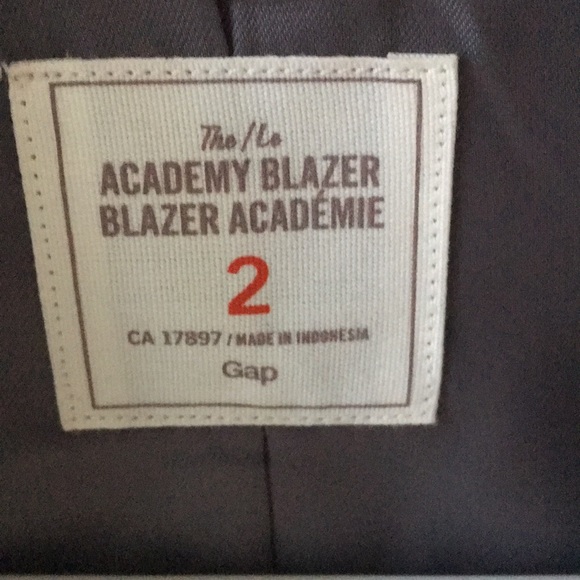 The/Le
ACADEMY BLAZER
BLAZER ACADÉMIE
2
CA 17897 / MADE IN INDONESIA
Gap